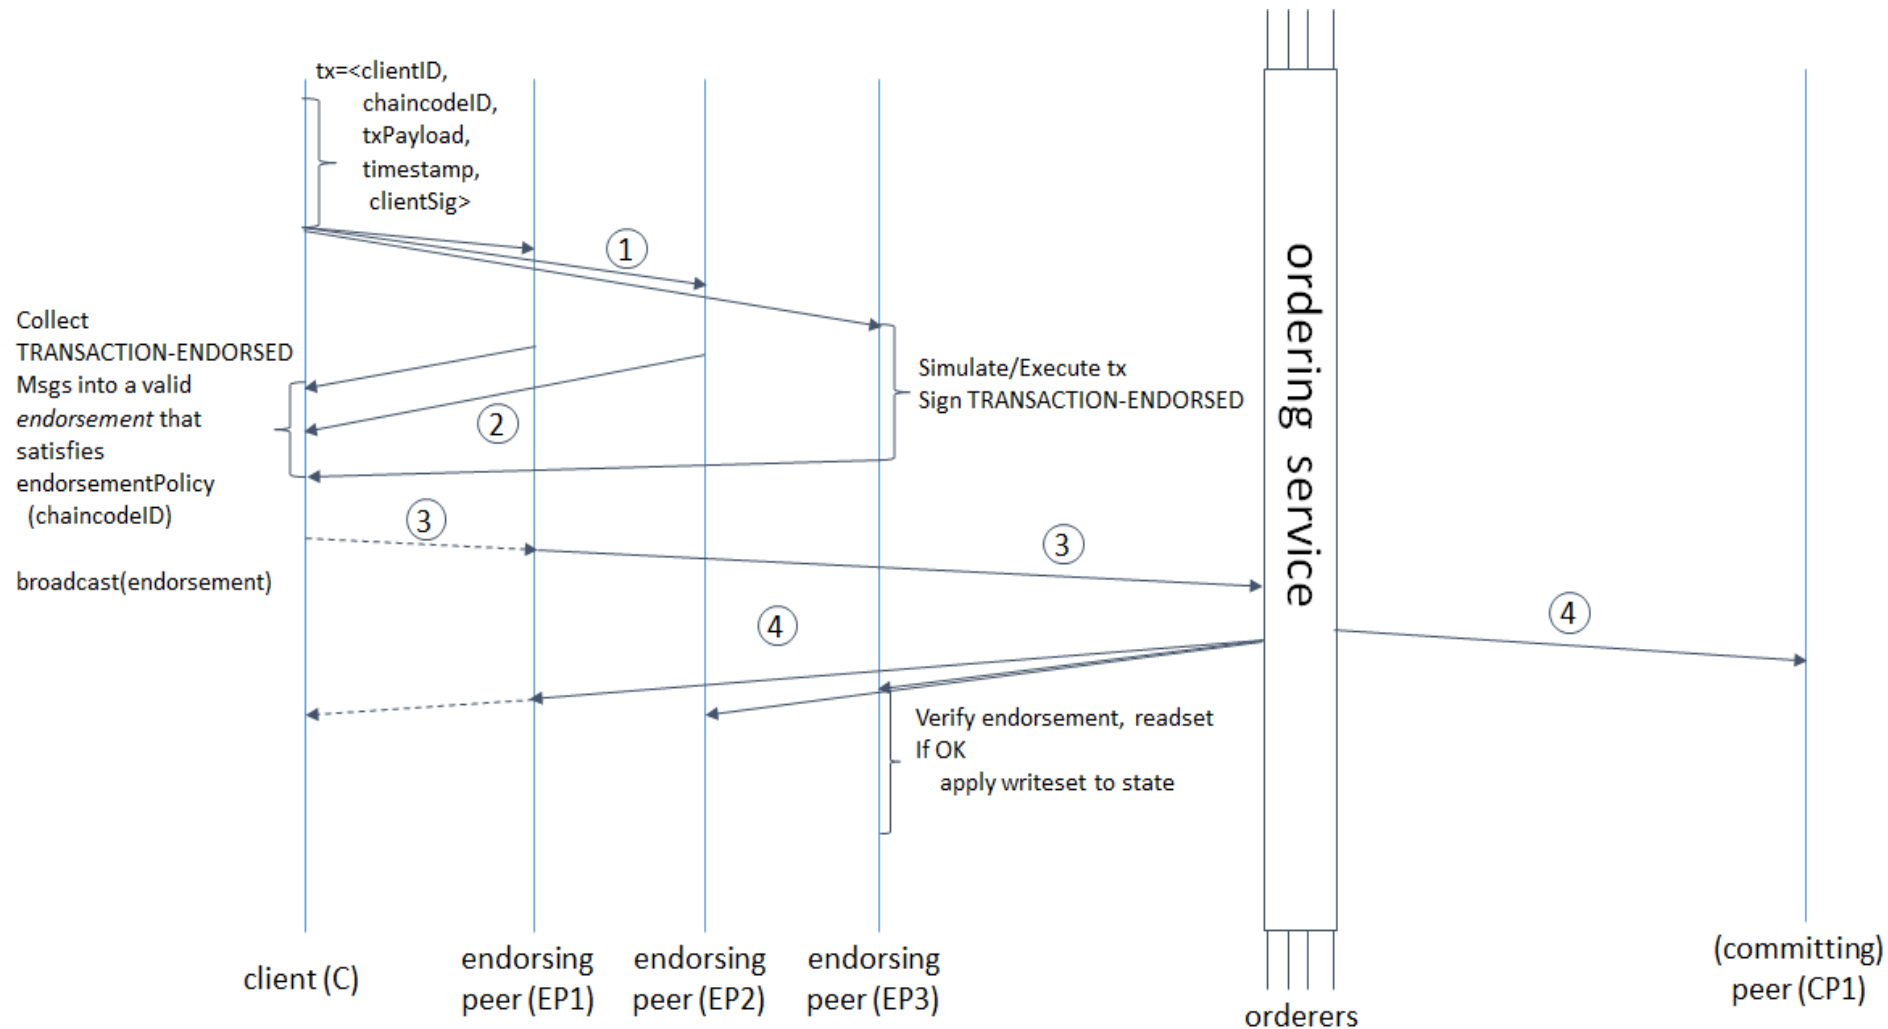 tx=<clientID,
chaincodeID,
txPayload,
timestamp,
clientSig>
1
Collect
TRANSACTION-ENDORSED
Msgs into a valid
endorsement that
satisfies
endorsementPolicy
(chaincodeID)
2
Simulate/Execute tx
Sign TRANSACTION-ENDORSED
ordering service
3
3
broadcast(endorsement)
4
4
Verify endorsement, readset
If OK
apply writeset to state
client (C)
endorsing
peer (EP1)
endorsing
peer (EP2)
endorsing
peer (EP3)
orderers
(committing)
peer (CP1)